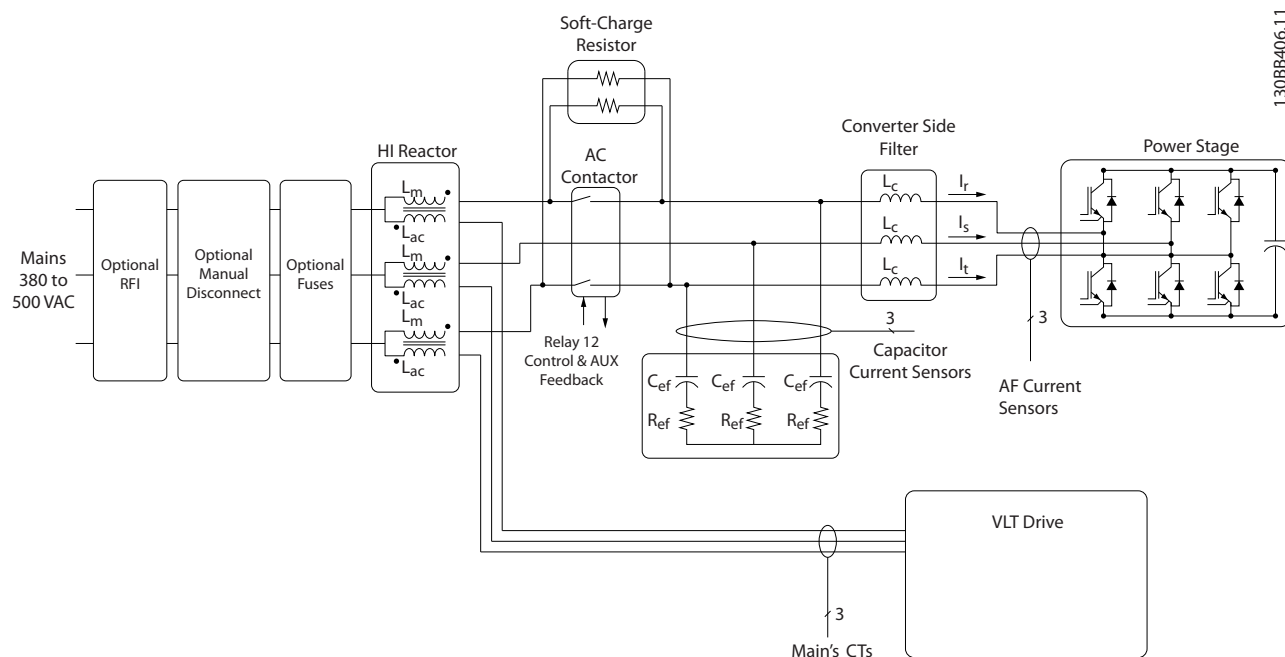 130BB406.11
Soft-Charge
Resistor
HI Reactor
AC
Contactor
Converter Side
Filter
Power Stage
Mains
380 to
500 VAC
Optional
RFI
Optional
Manual
Disconnect
Optional
Fuses
Lm
Lac
Lm
Lac
Lm
Lac
Lc
Lc
Lc
Ir
Is
It
Relay 12
Control & AUX
Feedback
3
Capacitor
Current Sensors
3
AF Current
Sensors
Cef
Cef
Cef
Ref
Ref
Ref
VLT Drive
3
Main's CTs